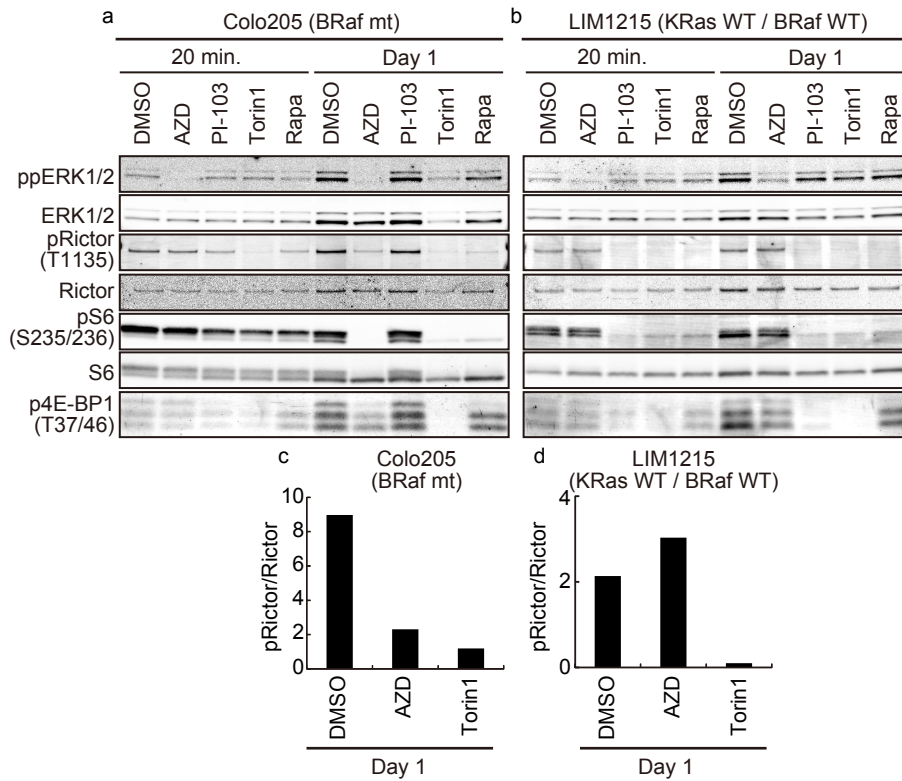 a
Colo205 (BRaf mt)
20 min.
Day 1
DMSO
AZD
PI-103
Torin1
Rapa
DMSO
AZD
PI-103
Torin1
Rapa
b
LIM1215 (KRas WT / BRaf WT)
20 min.
Day 1
DMSO
AZD
PI-103
Torin1
Rapa
DMSO
AZD
PI-103
Torin1
Rapa
ppERK1/2
ERK1/2
pRictor
(T1135)
Rictor
pS6
(S235/236)
S6
p4E-BP1
(T37/46)
c
Colo205
(BRaf mt)
pRictor/Rictor
10
8
6
4
2
0
DMSO
AZD
Torin1
Day 1
d
LIM1215
(KRas WT / BRaf WT)
pRictor/Rictor
4
2
0
DMSO
AZD
Torin1
Day 1